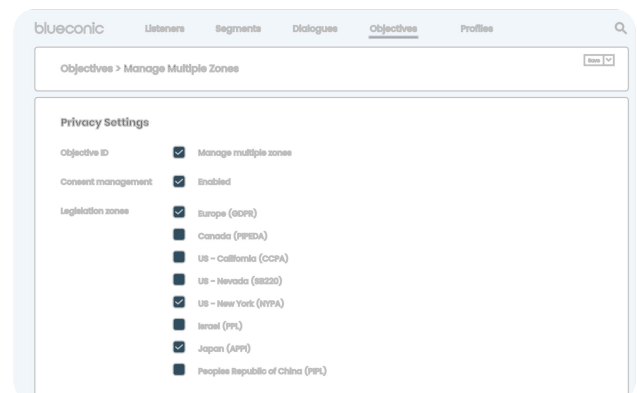 blueconic Listeners Segments Dialogues Objectives Profiles
Objectives > Manage Multiple Zones Save
Privacy Settings
Objective ID Manage multiple zones
Consent management Enabled
Legislation zones Europe (GDPR)
Canada (PIPEDA)
US - California (CCPA)
US - Nevada (SB220)
US - New York (NYPA)
Israel (PPL)
Japan (APPI)
Peoples Republic of China (PIPL)